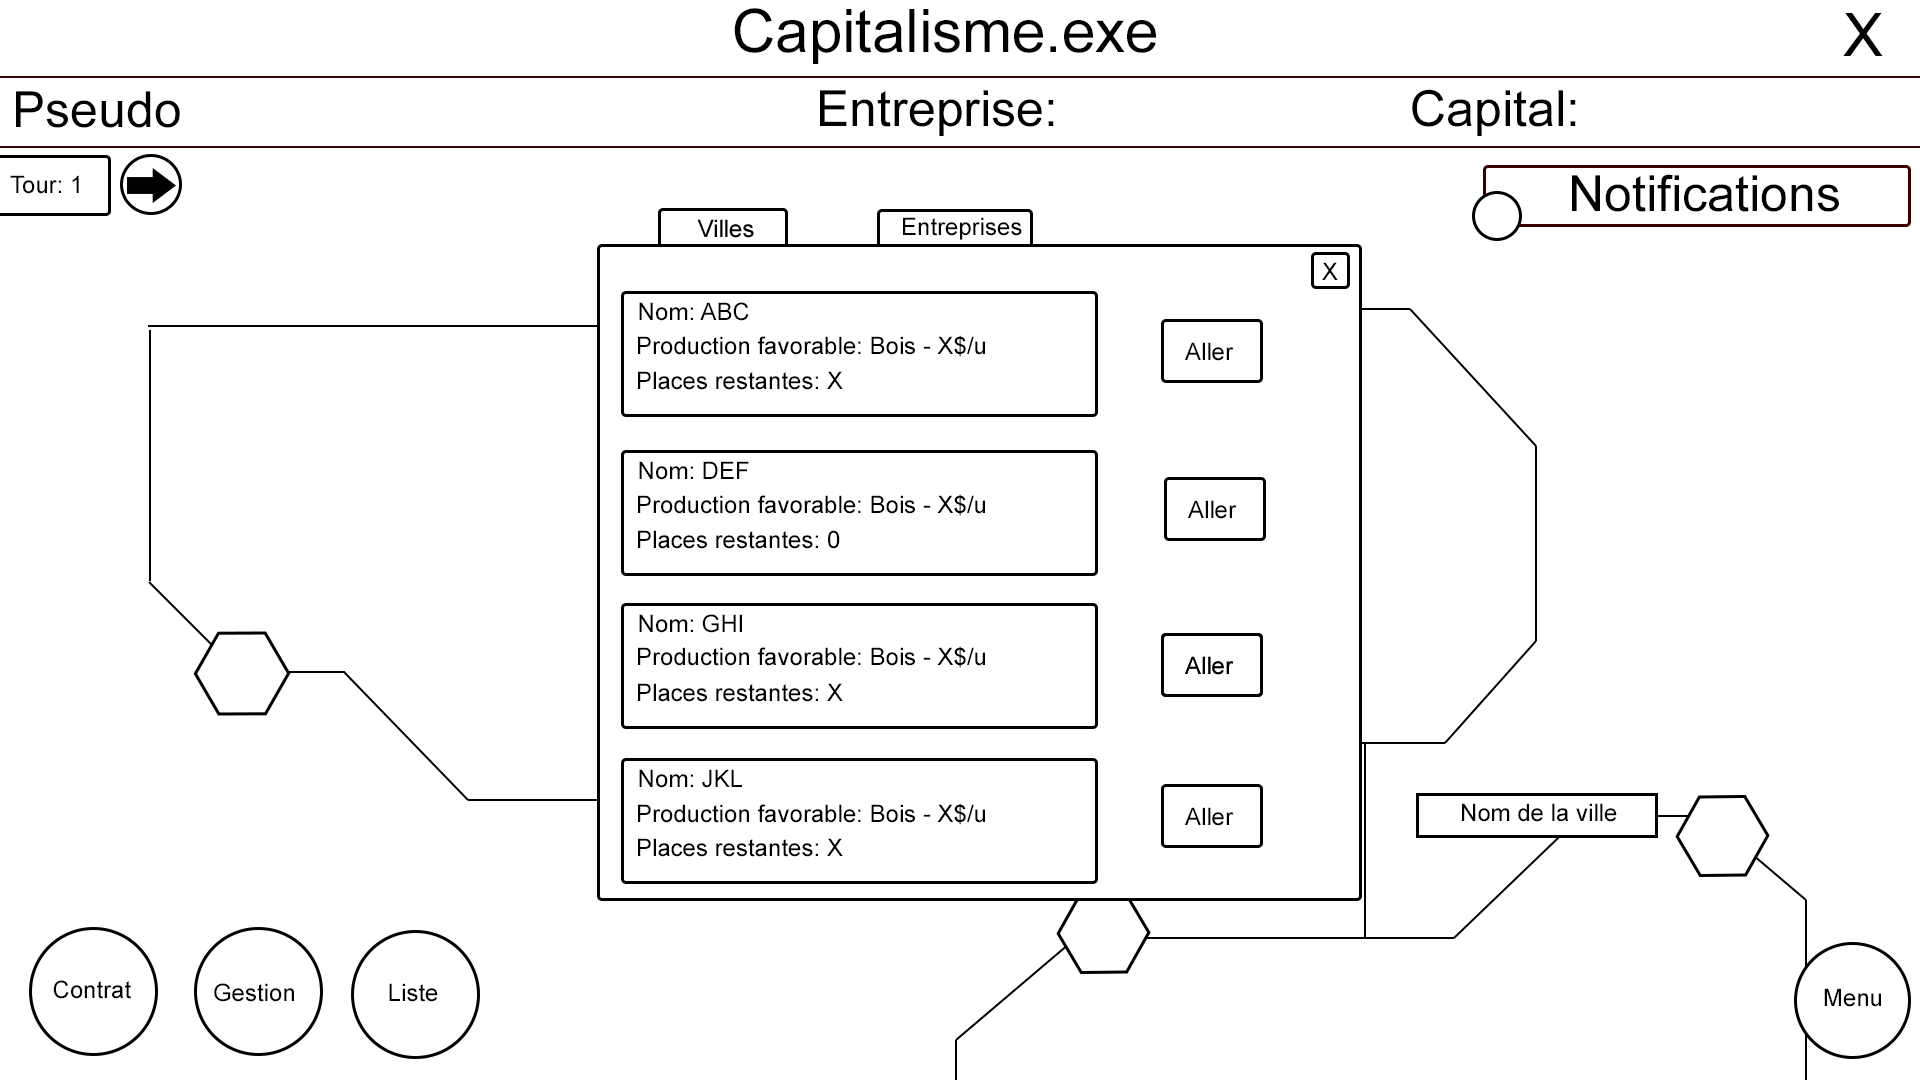 Capitalisme.exe
X
Pseudo
Entreprise:
Capital:
Tour: 1
Notifications
Villes
Entreprises
X
Nom: ABC
Production favorable: Bois - X$/u
Places restantes: X
Aller
Nom: DEF
Production favorable: Bois - X$/u
Places restantes: 0
Aller
Nom: GHI
Production favorable: Bois - X$/u
Places restantes: X
Aller
Nom: JKL
Production favorable: Bois - X$/u
Places restantes: X
Aller
Nom de la ville
Contrat
Gestion
Liste
Menu